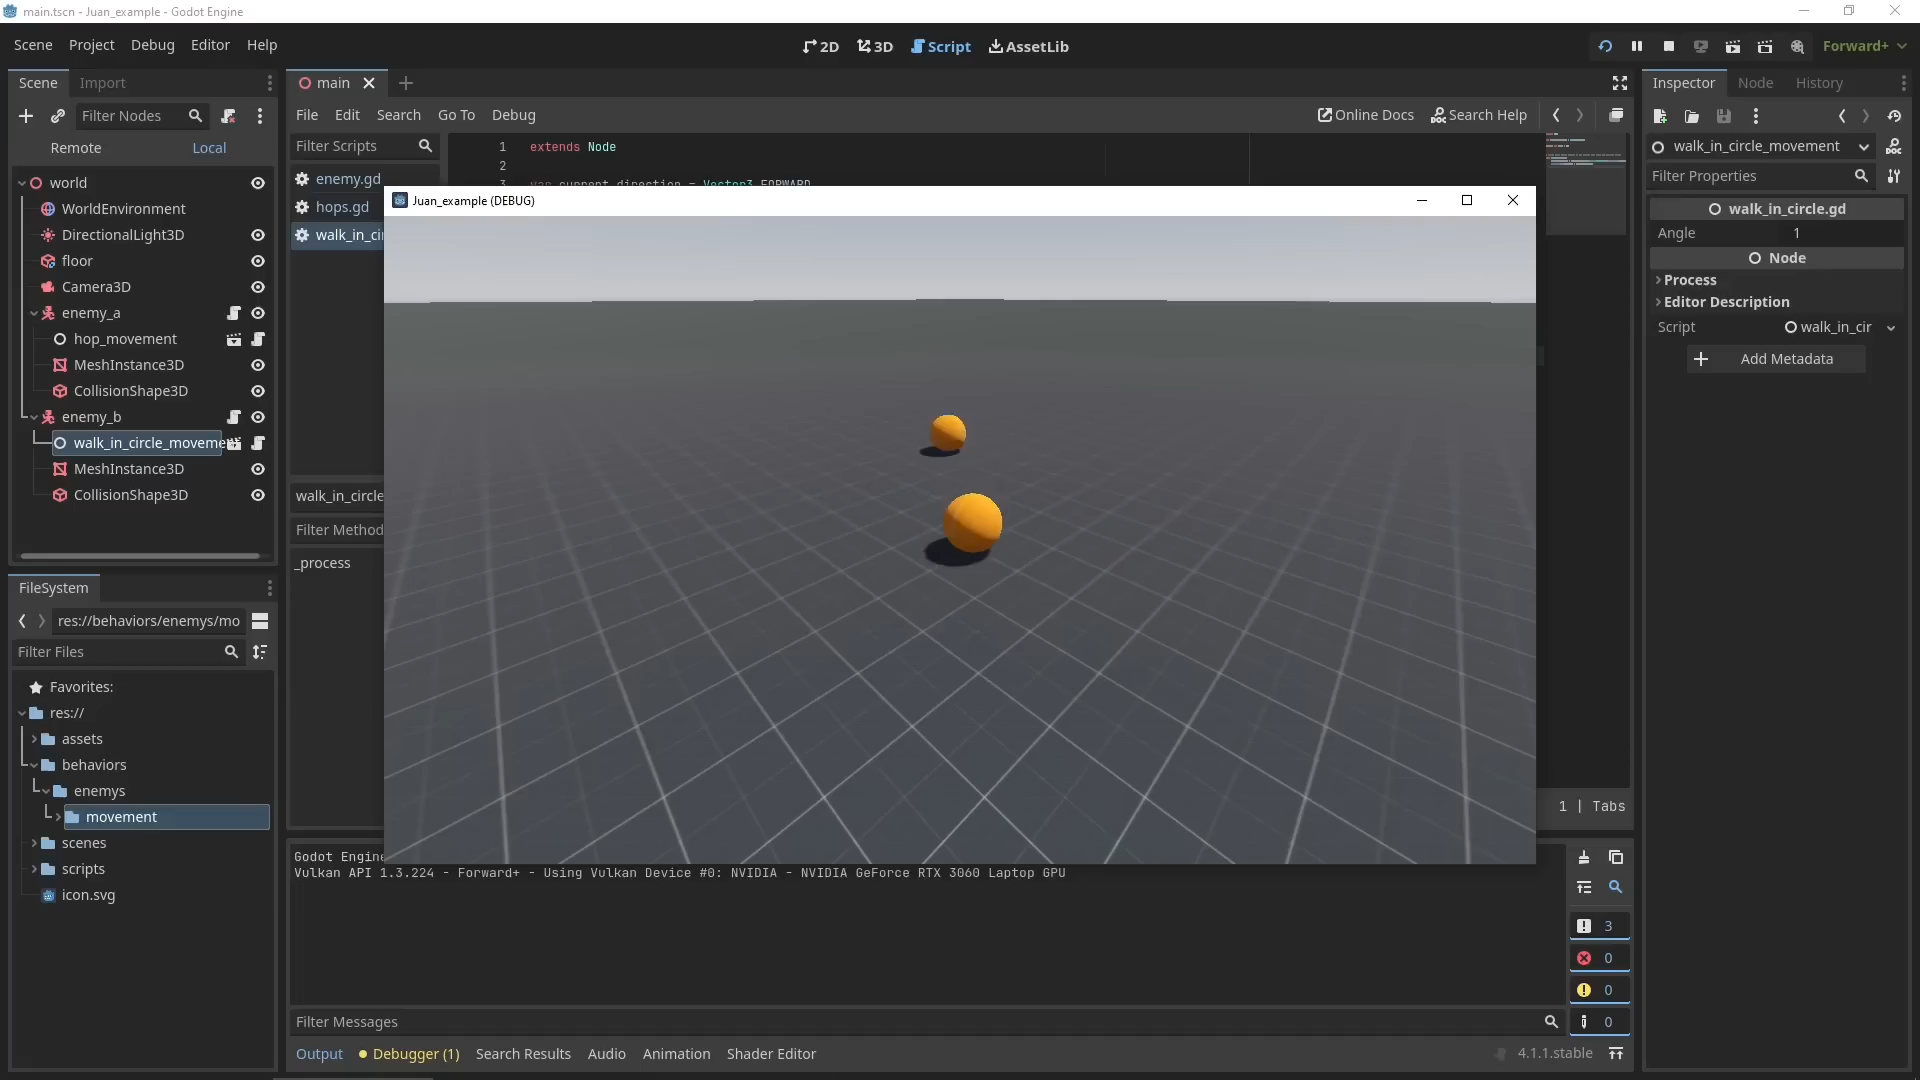 main.tscn - Juan_example - Godot Engine
Scene Project Debug Editor Help
2D 3D Script AssetLib
Forward+
Scene Import
Filter Nodes
Remote Local
world
WorldEnvironment
DirectionalLight3D
floor
Camera3D
enemy_a
hop_movement
MeshInstance3D
CollisionShape3D
enemy_b
walk_in_circle_moveme
MeshInstance3D
CollisionShape3D
FileSystem
res://behaviors/enemys/mo
Filter Files
Favorites:
res://
assets
behaviors
enemys
movement
scenes
scripts
icon.svg
main
File Edit Search Go To Debug
Online Docs Search Help
Filter Scripts
enemy.gd
hops.gd
walk_in_ci
walk_in_circle
Filter Method
_process
1 extends Node
2
3 var current_direction = Vector3.FORWARD
Juan_example (DEBUG)
1 | Tabs
Godot Engine
Vulkan API 1.3.224 - Forward+ - Using Vulkan Device #0: NVIDIA - NVIDIA GeForce RTX 3060 Laptop GPU
3
0
0
0
Filter Messages
Output Debugger (1) Search Results Audio Animation Shader Editor
4.1.1.stable
Inspector Node History
walk_in_circle_movement
Filter Properties
walk_in_circle.gd
Angle 1
Node
Process
Editor Description
Script walk_in_cir
Add Metadata